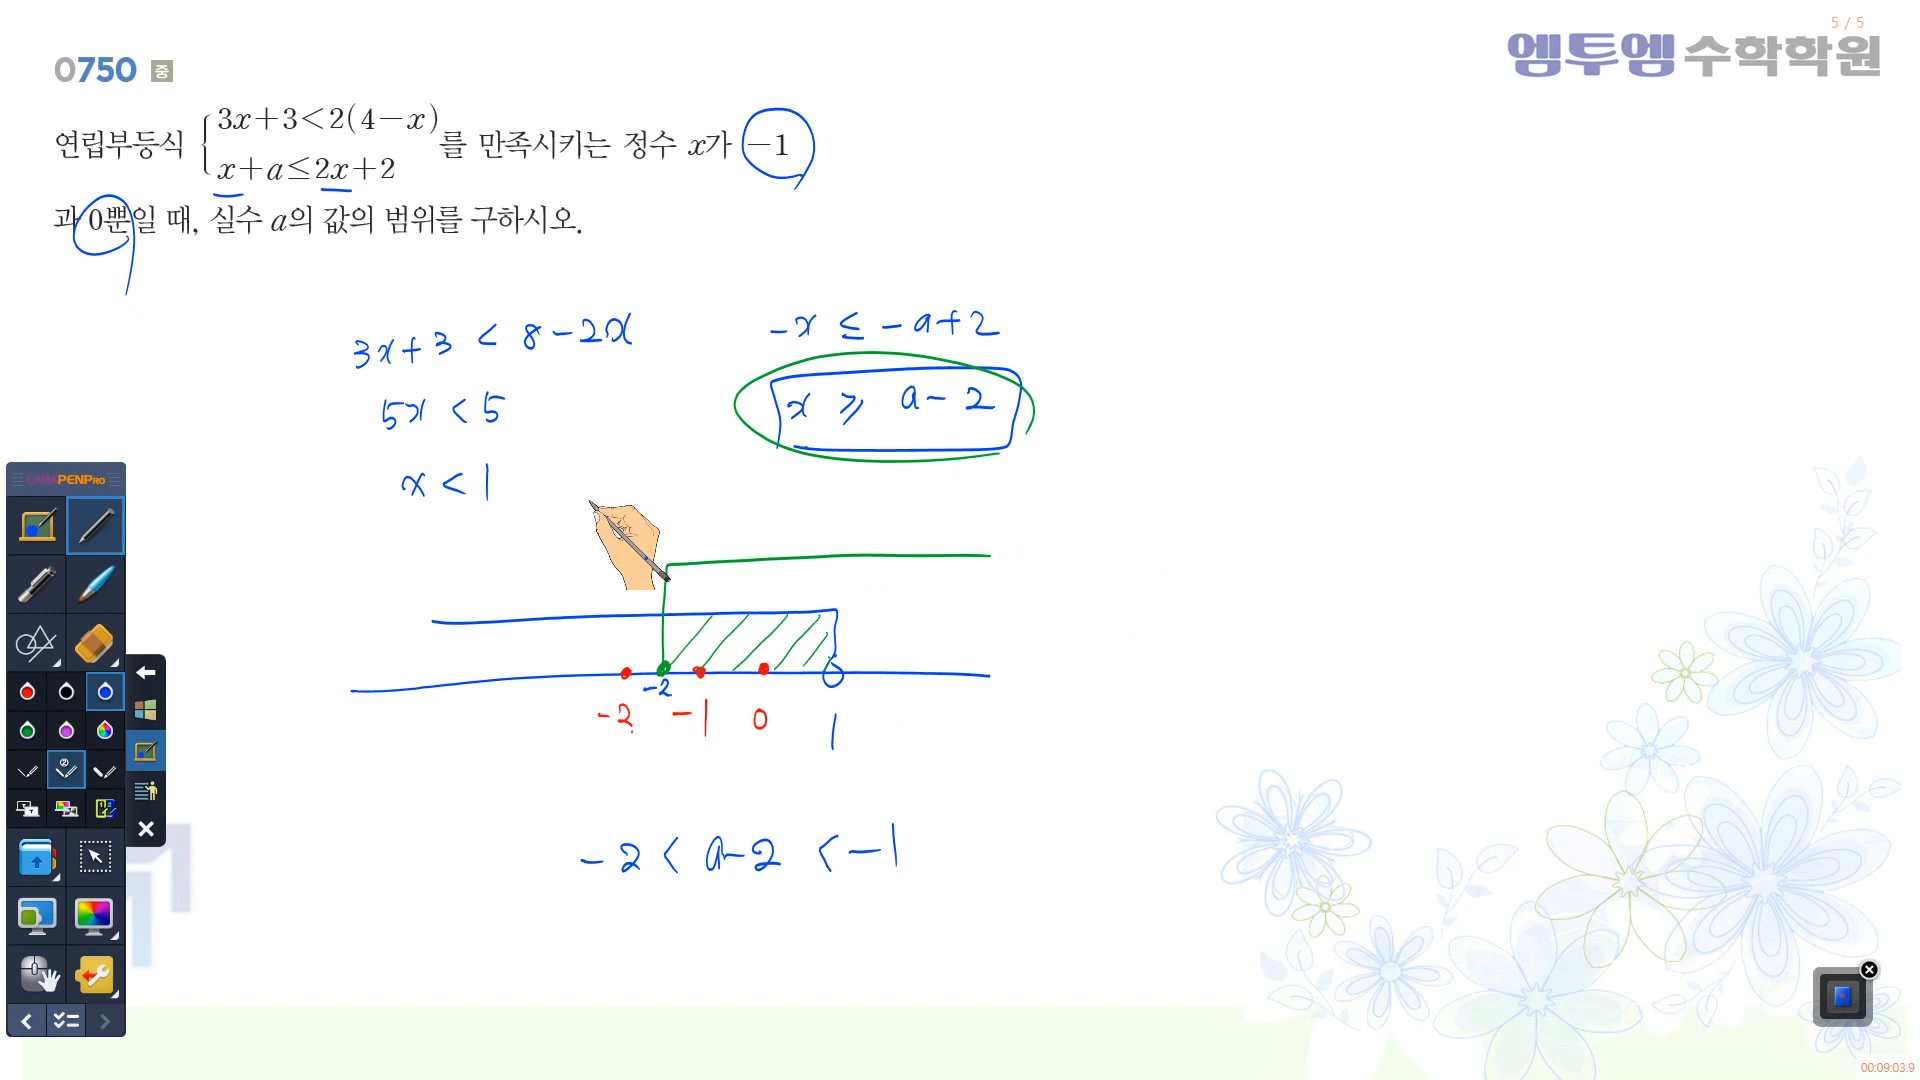 5 / 5
엠투엠 수학학원
0750 중
연립부등식 { 3x+3<2(4-x)
x+a≤2x+2 를 만족시키는 정수 x가 -1
과 0뿐일 때, 실수 a의 값의 범위를 구하시오.
3x+3 < 8-2x
5x < 5
x < 1
-x ≤ -a+2
x ≥ a-2
-2
-2 -1 0 1
-2 < a-2 < -1
PENPRO
00:09:03.9